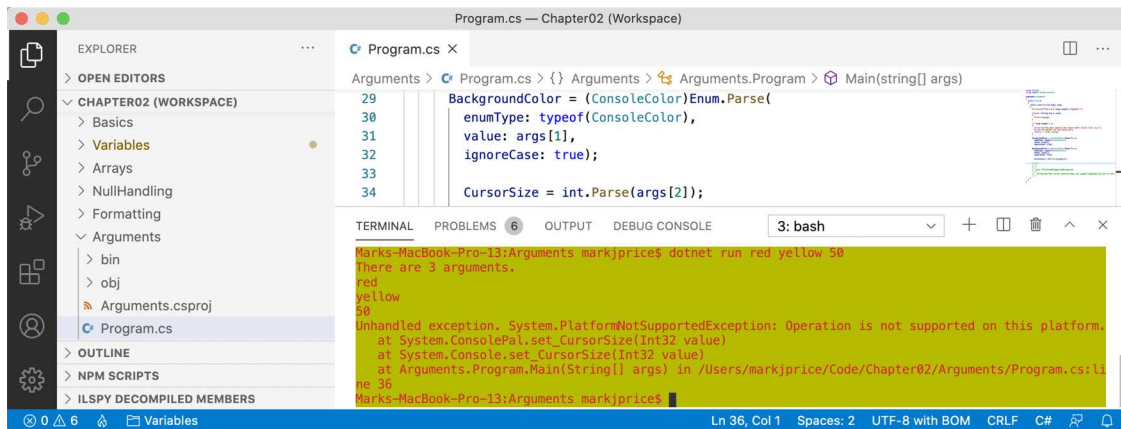 Program.cs — Chapter02 (Workspace)
EXPLORER
Program.cs
OPEN EDITORS
Arguments > Program.cs > {} Arguments > Arguments.Program > Main(string[] args)
CHAPTER02 (WORKSPACE)
Basics
Variables
Arrays
NullHandling
Formatting
Arguments
bin
obj
Arguments.csproj
Program.cs
OUTLINE
NPM SCRIPTS
ILSPY DECOMPILED MEMBERS
29 BackgroundColor = (ConsoleColor)Enum.Parse(
30 enumType: typeof(ConsoleColor),
31 value: args[1],
32 ignoreCase: true);
33
34 CursorSize = int.Parse(args[2]);
TERMINAL PROBLEMS 6 OUTPUT DEBUG CONSOLE 3: bash
Marks-MacBook-Pro-13:Arguments markjprice$ dotnet run red yellow 50
There are 3 arguments.
red
yellow
50
Unhandled exception. System.PlatformNotSupportedException: Operation is not supported on this platform.
at System.ConsolePal.set_CursorSize(Int32 value)
at System.Console.set_CursorSize(Int32 value)
at Arguments.Program.Main(String[] args) in /Users/markjprice/Code/Chapter02/Arguments/Program.cs:li
ne 36
Marks-MacBook-Pro-13:Arguments markjprice$
0 6 Variables Ln 36, Col 1 Spaces: 2 UTF-8 with BOM CRLF C#